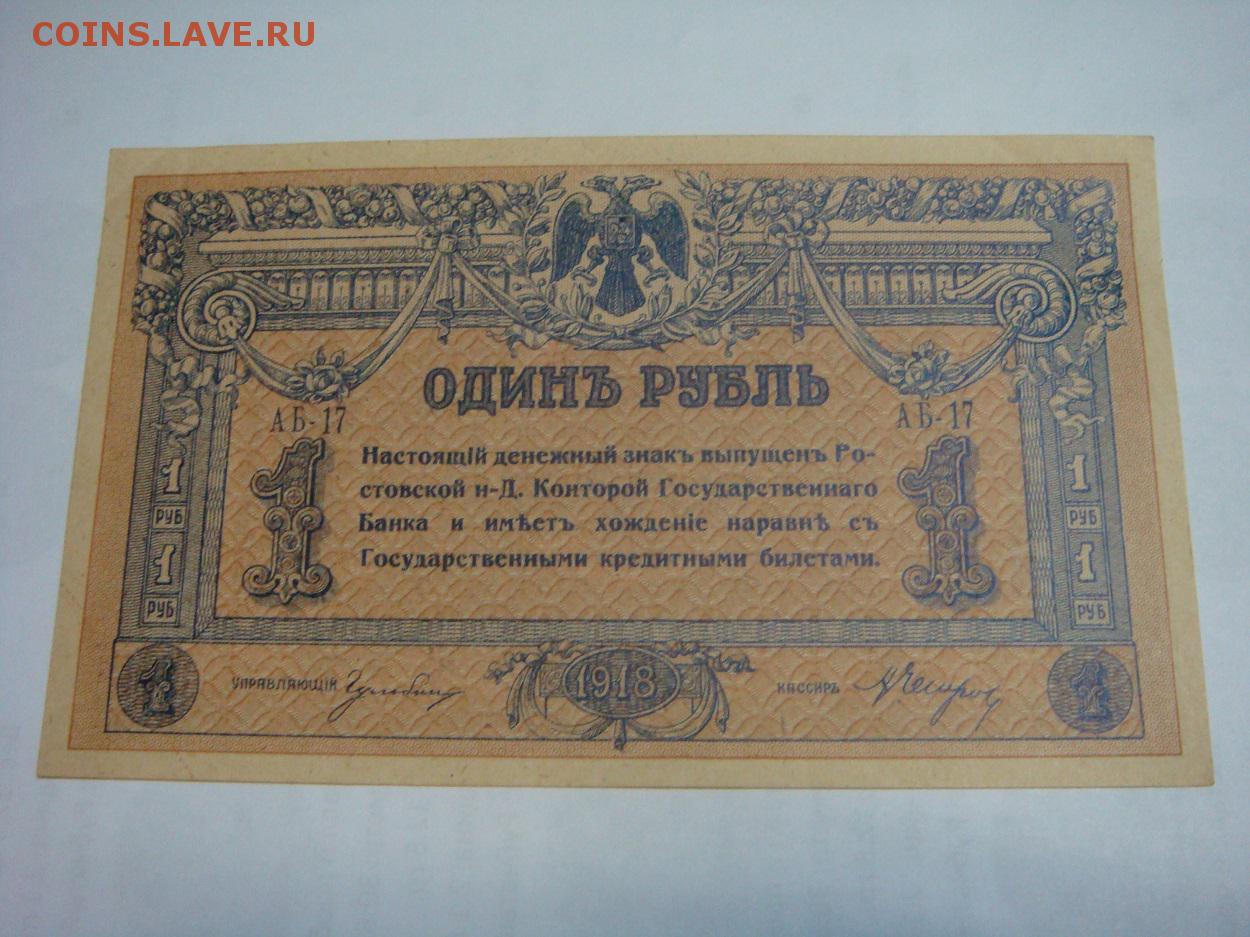 COINS.LAVE.RU
ОДИНЪ РУБЛЬ
АБ-17 АБ-17
1 1
Настоящій денежный знакъ выпущенъ Ро-
стовской н-Д. Конторой Государственнаго
Банка и имѣетъ хожденіе наравнѣ съ
Государственными кредитными билетами.
1 1
РУБ РУБ
1 1
РУБ РУБ
1 УПРАВЛЯЮЩІЙ 1918 КАССИРЪ 1